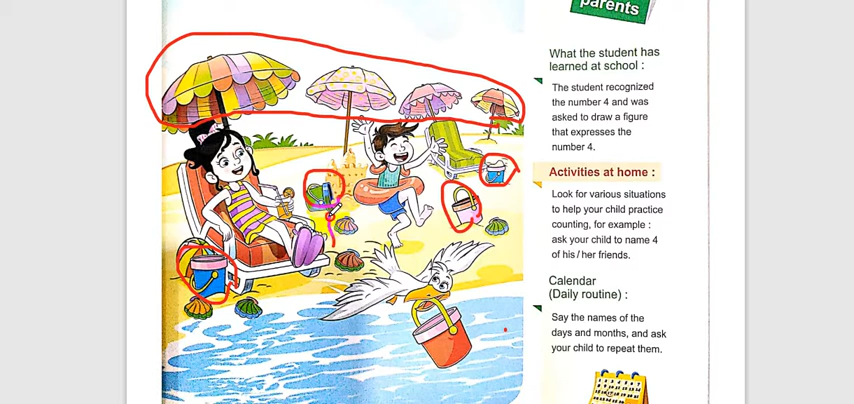 parents
What the student has
learned at school :
The student recognized
the number 4 and was
asked to draw a figure
that expresses the
number 4.
Activities at home :
Look for various situations
to help your child practice
counting, for example :
ask your child to name 4
of his / her friends.
Calendar
(Daily routine) :
Say the names of the
days and months, and ask
your child to repeat them.